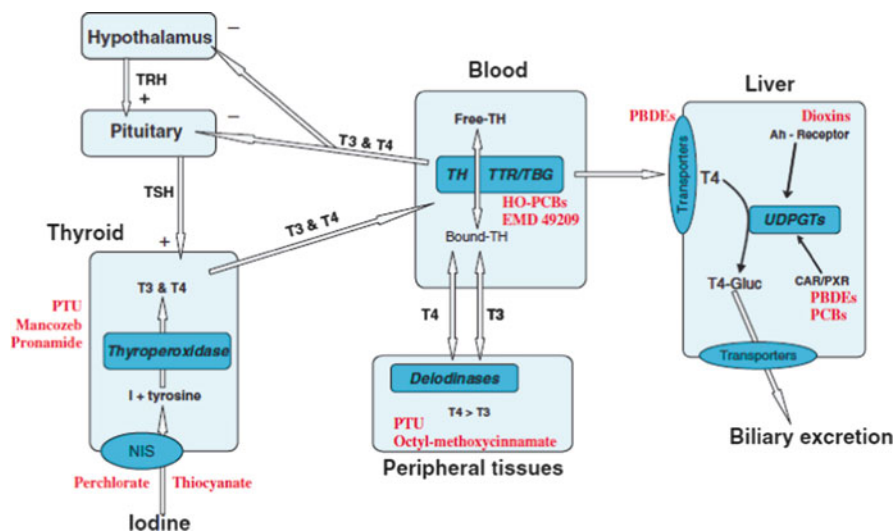 Hypothalamus
−
TRH
+
−
Pituitary
TSH
T3 & T4
Thyroid
+
T3 & T4
T3 & T4
PTU
Mancozeb
Pronamide
Thyroperoxidase
I + tyrosine
NIS
Perchlorate
Thiocyanate
Iodine
Blood
Free-TH
TH
TTR/TBG
HO-PCBs
EMD 49209
Bound-TH
T4
T3
Deiodinases
T4 > T3
PTU
Octyl-methoxycinnamate
Peripheral tissues
Liver
PBDEs
Dioxins
Ah - Receptor
Transporters
T4
UDPGTs
T4-Gluc
CAR/PXR
PBDEs
PCBs
Transporters
Biliary excretion